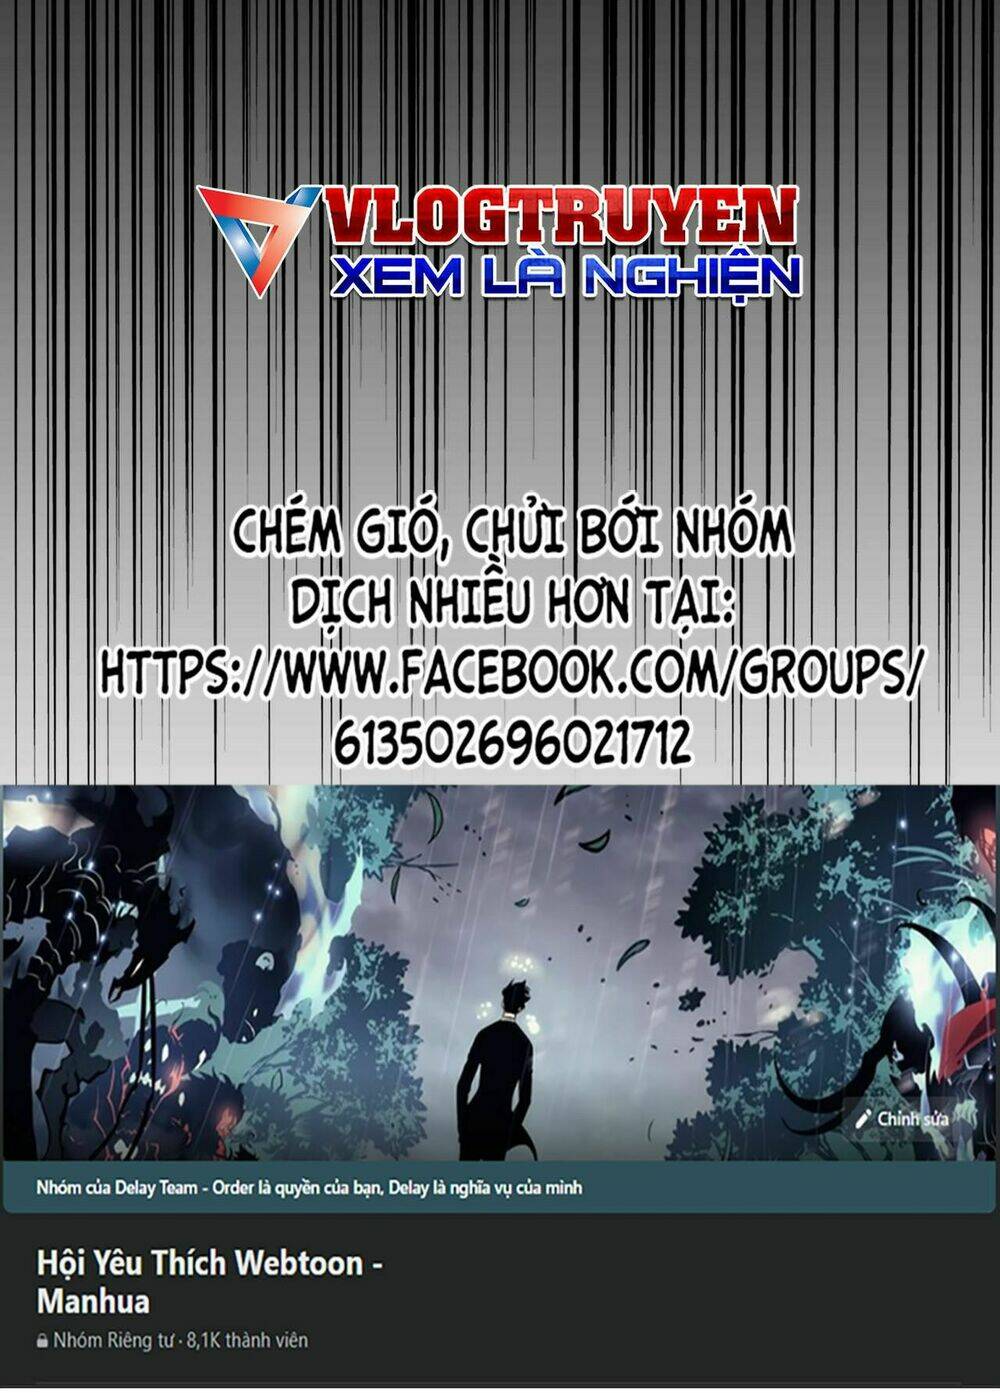 VLOGTRUYEN
XEM LÀ NGHIỆN
CHÉM GIÓ, CHỬI BỚI NHÓM
DỊCH NHIỀU HƠN TẠI:
HTTPS://WWW.FACEBOOK.COM/GROUPS/
613502696021712
Chỉnh sửa
Nhóm của Delay Team - Order là quyền của bạn, Delay là nghĩa vụ của mình
Hội Yêu Thích Webtoon -
Manhua
Nhóm Riêng tư · 8,1K thành viên